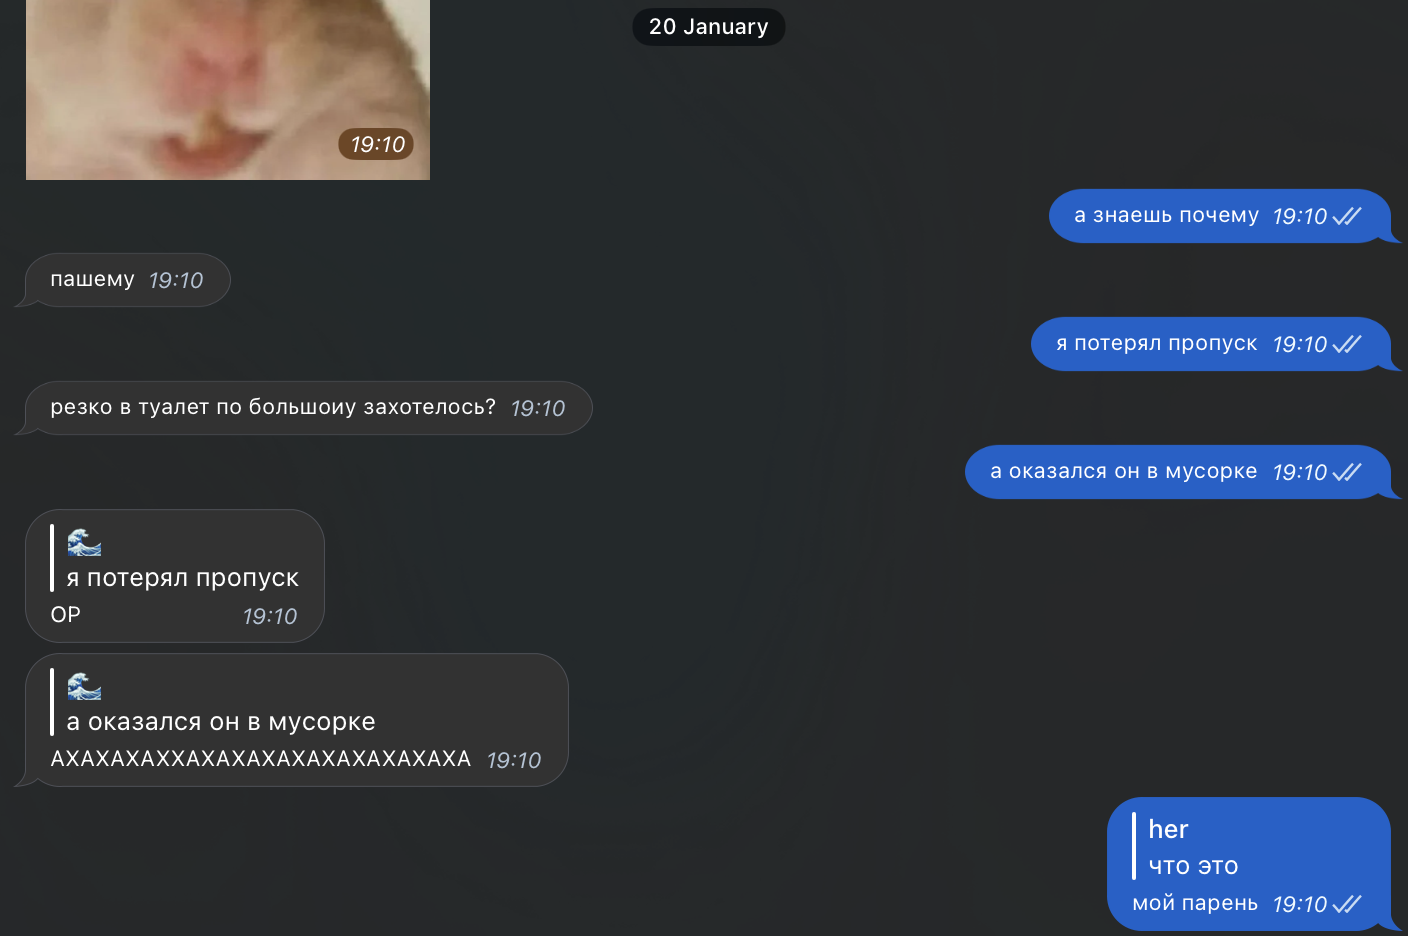 20 January
19:10
а знаешь почему 19:10
пашему 19:10
я потерял пропуск 19:10
резко в туалет по большоиу захотелось? 19:10
а оказался он в мусорке 19:10
🌊
я потерял пропуск
ОР 19:10
🌊
а оказался он в мусорке
АХАХАХАХХАХАХАХАХАХАХАХАХАХА 19:10
her
что это
мой парень 19:10